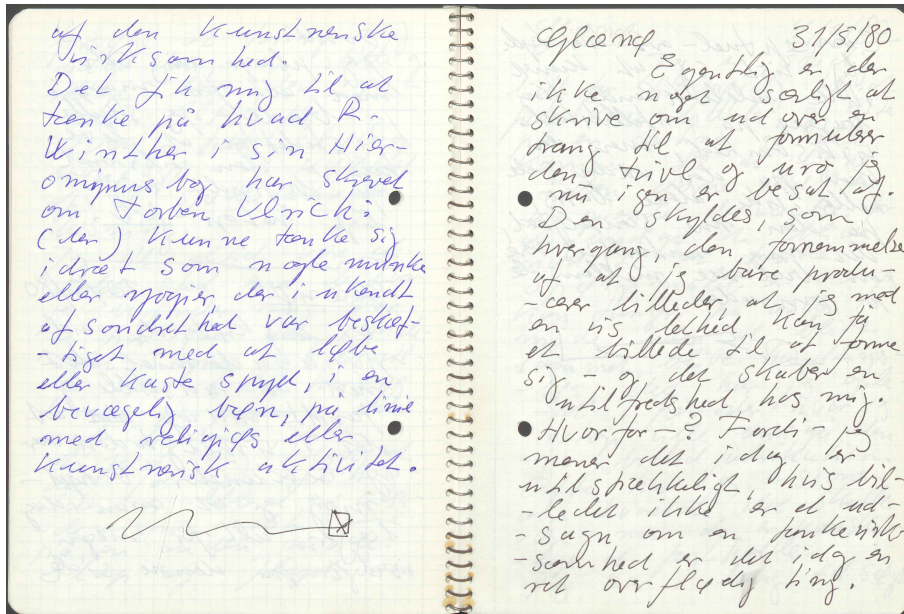 af den kunstneriske
virksomhed.
Det fik mig til at
tænke på hvad R.
Winther i sin Hier-
onymus bog har skrevet
om Torben Ulrich:
(der) kunne tænke sig
idræt som nogle munke
eller yogier, der i ukendt
afsondrethed var beskæf-
-tiget med at løbe
eller kaste spyd, i en
bevægelig bøn, på linie
med religiøs eller
kunstnerisk aktivitet.
Glænø 31/5/80
Egentlig er der
ikke noget særligt at
skrive om ud over en
trang til at formulere
den tvivl og uro jeg
nu igen er besat af.
Den skyldes, som
hvergang, den fornemmelse
af at jeg bare produ-
-cerer billeder, at jeg med
en vis lethed kan få
et billede til at forme
sig - og det skaber en
utilfredshed hos mig.
Hvorfor-? Fordi jeg
mener det i dag er
utilstrækkeligt, hvis bil-
-ledet ikke er et ud-
-sagn om en tankevirk-
-somhed er det idag en
ret overflødig ting.